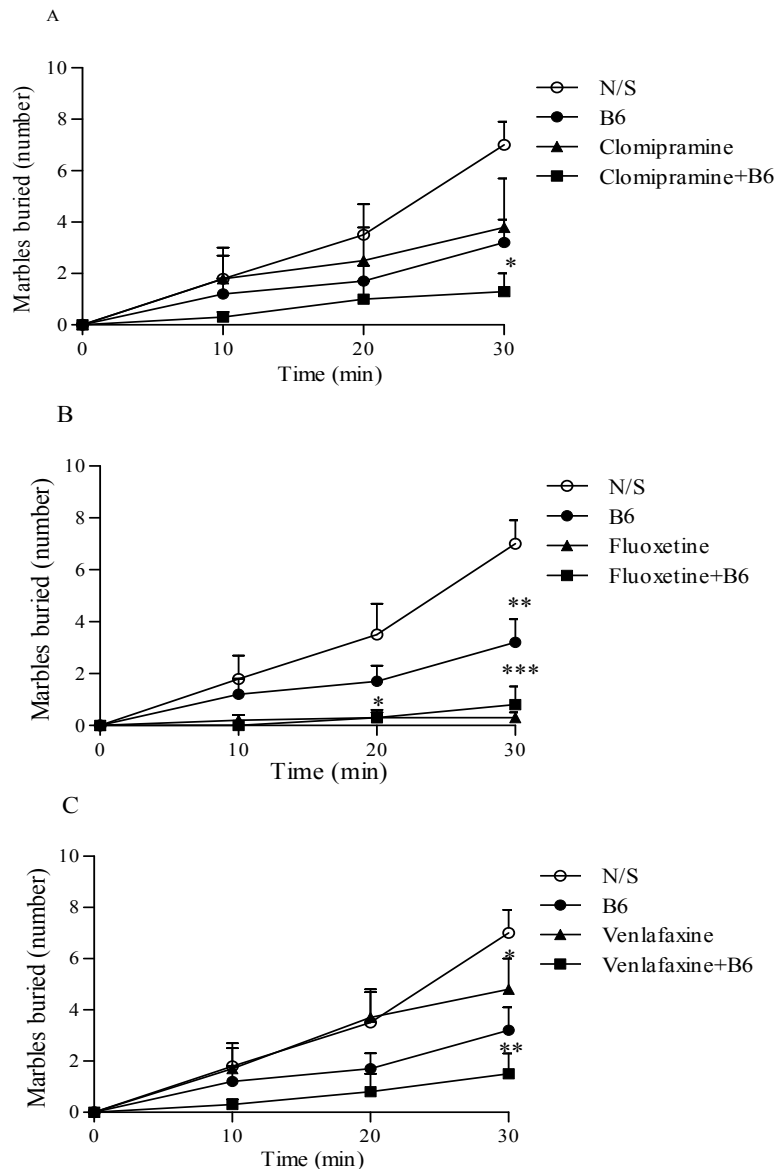 A
10
8
6
4
2
0
Marbles buried (number)
0 10 20 30
Time (min)
N/S
B6
Clomipramine
Clomipramine+B6
*
B
10
8
6
4
2
0
Marbles buried (number)
0 10 20 30
Time (min)
N/S
B6
Fluoxetine
Fluoxetine+B6
**
***
*
C
10
8
6
4
2
0
Marbles buried (number)
0 10 20 30
Time (min)
N/S
B6
Venlafaxine
Venlafaxine+B6
*
**